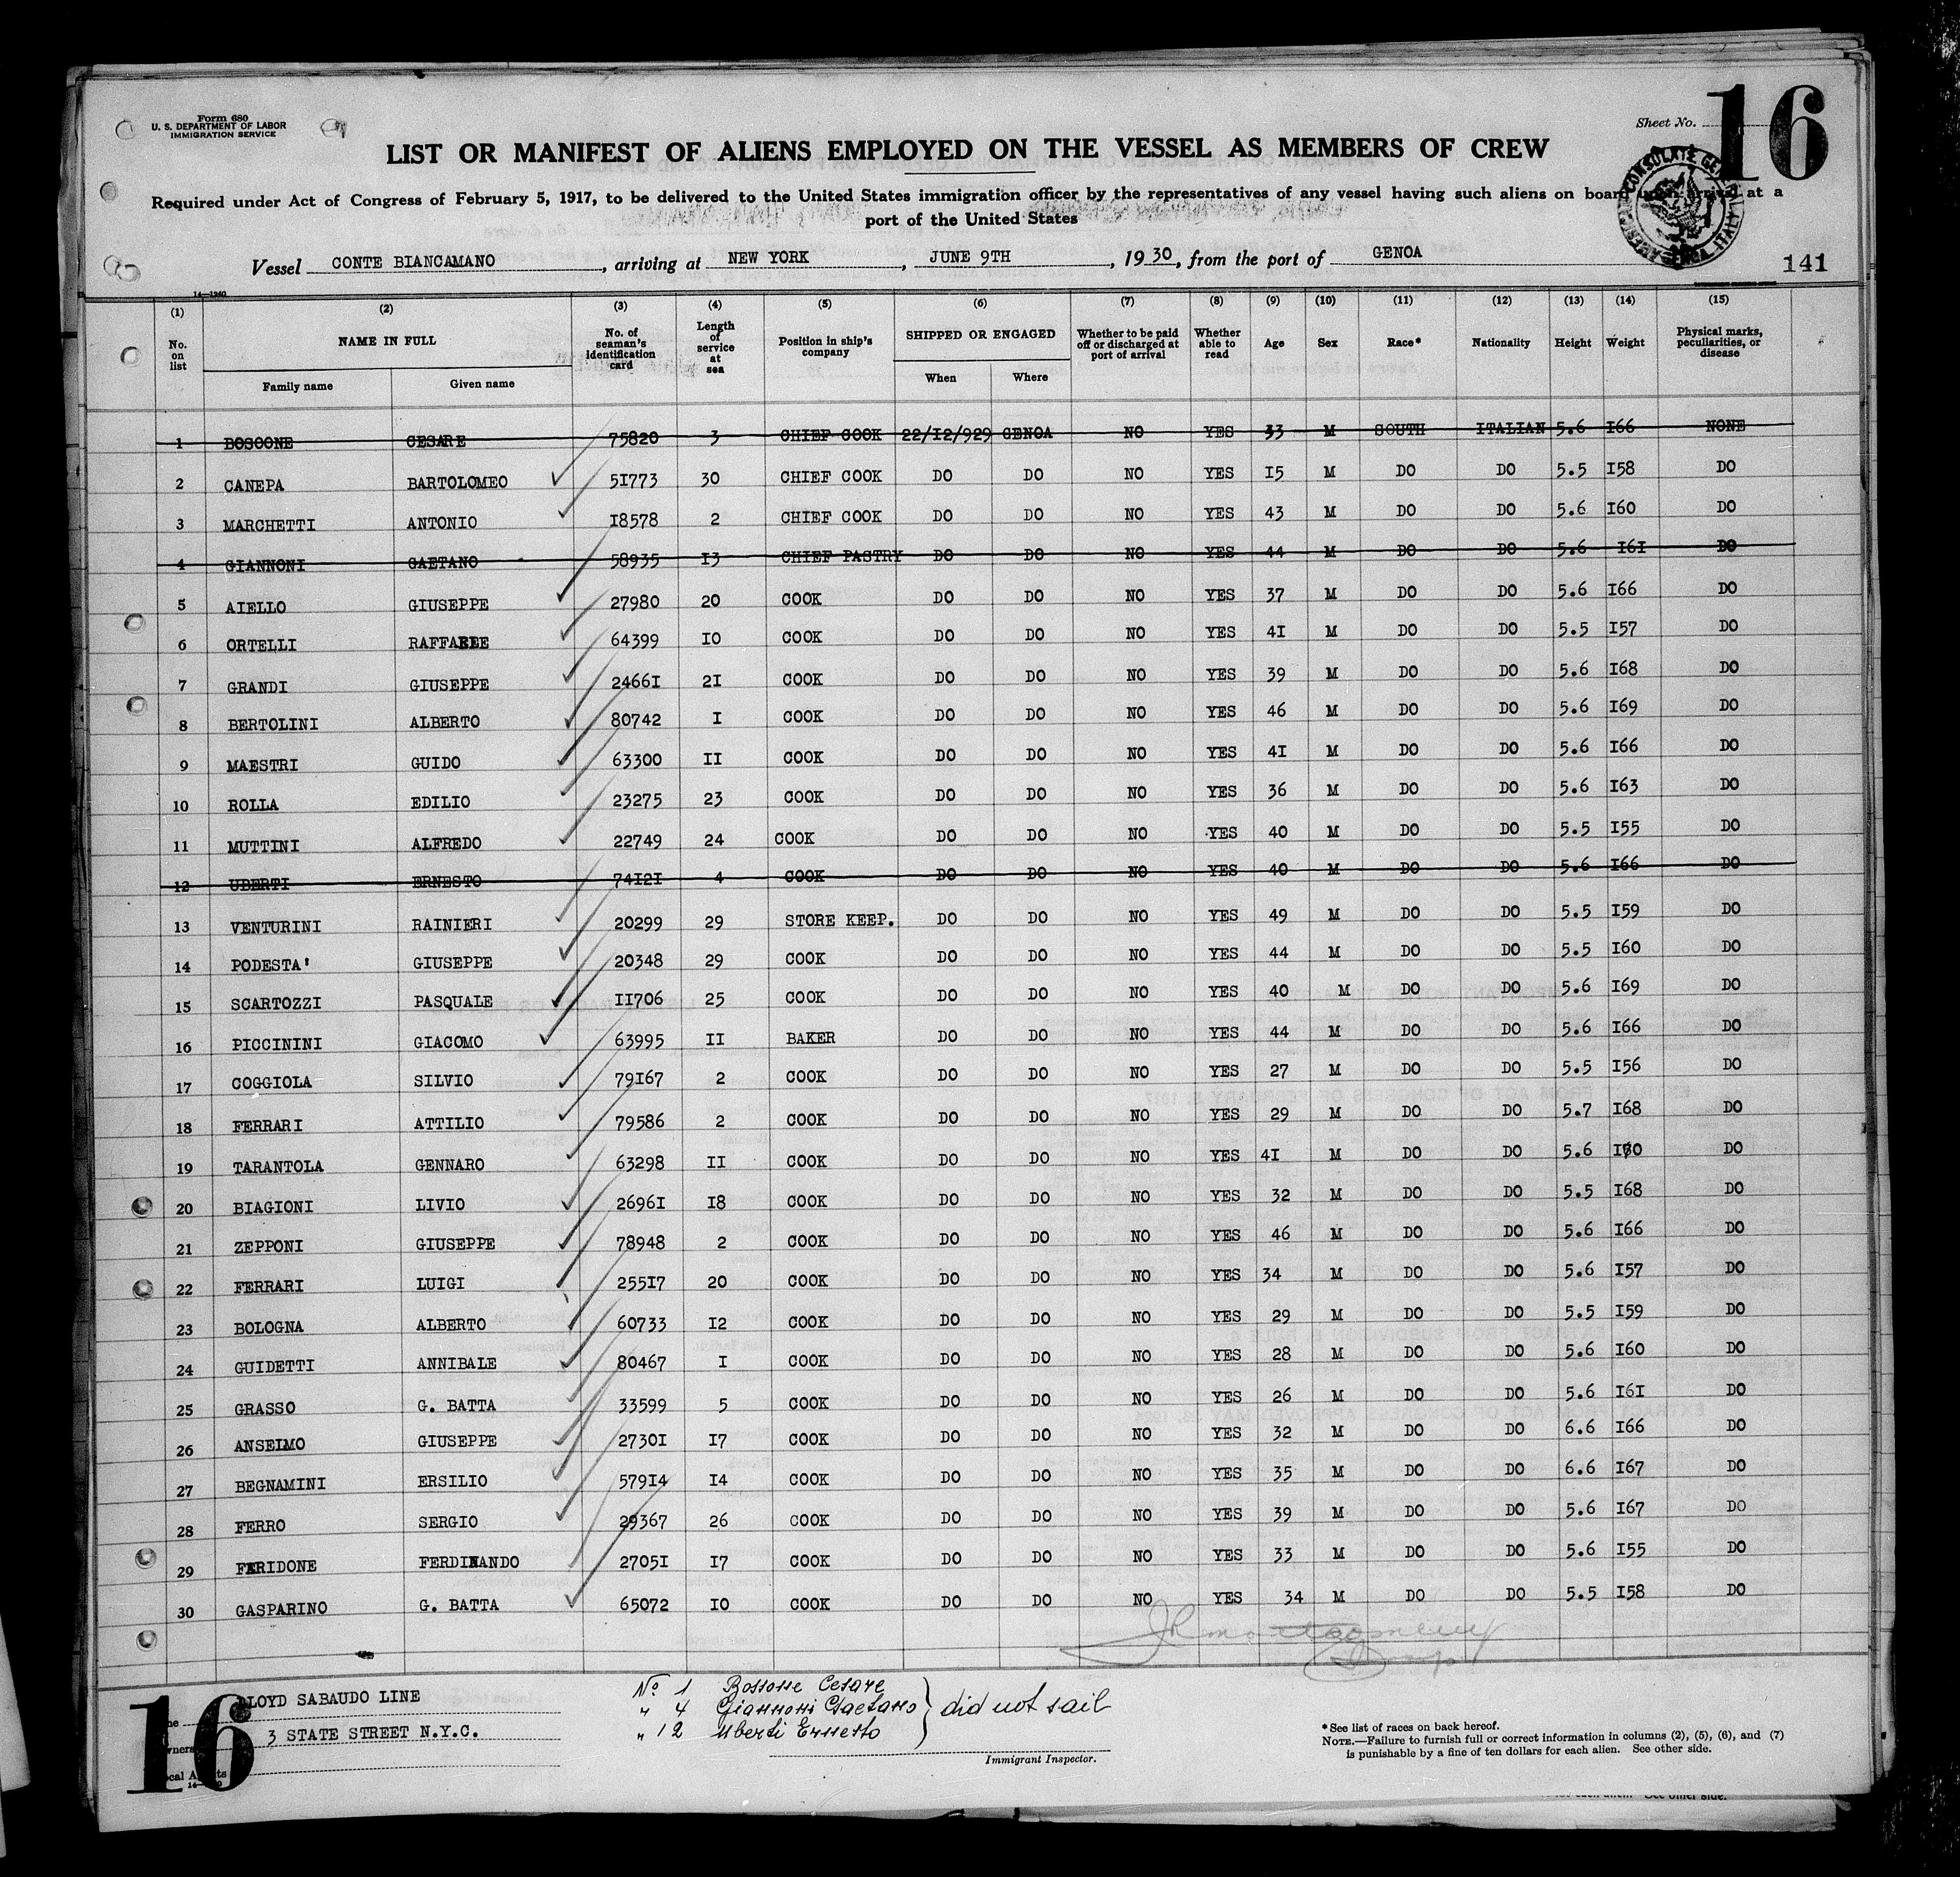 Form 680
U. S. DEPARTMENT OF LABOR
IMMIGRATION SERVICE
Sheet No. 16
LIST OR MANIFEST OF ALIENS EMPLOYED ON THE VESSEL AS MEMBERS OF CREW
Required under Act of Congress of February 5, 1917, to be delivered to the United States immigration officer by the representatives of any vessel having such aliens on board upon arrival at a
port of the United States
Vessel CONTE BIANCAMANO, arriving at NEW YORK, JUNE 9TH, 1930, from the port of GENOA
141
14—1240
(1) (2) (3) (4) (5) (6) (7) (8) (9) (10) (11) (12) (13) (14) (15)
No. on list NAME IN FULL No. of seaman's identification card Length of service at sea Position in ship's company SHIPPED OR ENGAGED Whether to be paid off or discharged at port of arrival Whether able to read Age Sex Race* Nationality Height Weight Physical marks, peculiarities, or disease
Family name Given name When Where
1 BOSCONE CESARE 75820 3 CHIEF COOK 22/12/929 GENOA NO YES 33 M SOUTH ITALIAN 5.6 I66 NONE
2 CANEPA BARTOLOMEO 5I773 30 CHIEF COOK DO DO NO YES I5 M DO DO 5.5 I58 DO
3 MARCHETTI ANTONIO I8578 2 CHIEF COOK DO DO NO YES 43 M DO DO 5.6 I60 DO
4 GIANNONI GAETANO 58935 I3 CHIEF PASTRY DO DO NO YES 44 M DO DO 5.6 I6I DO
5 AIELLO GIUSEPPE 27980 20 COOK DO DO NO YES 37 M DO DO 5.6 I66 DO
6 ORTELLI RAFFAELE 64399 IO COOK DO DO NO YES 4I M DO DO 5.5 I57 DO
7 GRANDI GIUSEPPE 2466I 2I COOK DO DO NO YES 39 M DO DO 5.6 I68 DO
8 BERTOLINI ALBERTO 80742 I COOK DO DO NO YES 46 M DO DO 5.6 I69 DO
9 MAESTRI GUIDO 63300 II COOK DO DO NO YES 4I M DO DO 5.6 I66 DO
10 ROLLA EDILIO 23275 23 COOK DO DO NO YES 36 M DO DO 5.6 I63 DO
11 MUTTINI ALFREDO 22749 24 COOK DO DO NO YES 40 M DO DO 5.5 I55 DO
12 UBERTI ERNESTO 74I2I 4 COOK DO DO NO YES 40 M DO DO 5.6 I66 DO
13 VENTURINI RAINIERI 20299 29 STORE KEEP. DO DO NO YES 49 M DO DO 5.5 I59 DO
14 PODESTA' GIUSEPPE 20348 29 COOK DO DO NO YES 44 M DO DO 5.5 I60 DO
15 SCARTOZZI PASQUALE II706 25 COOK DO DO NO YES 40 M DO DO 5.6 I69 DO
16 PICCININI GIACOMO 63995 II BAKER DO DO NO YES 44 M DO DO 5.6 I66 DO
17 COGGIOLA SILVIO 79I67 2 COOK DO DO NO YES 27 M DO DO 5.5 I56 DO
18 FERRARI ATTILIO 79586 2 COOK DO DO NO YES 29 M DO DO 5.7 I68 DO
19 TARANTOLA GENNARO 63298 II COOK DO DO NO YES 4I M DO DO 5.6 DO
20 BIAGIONI LIVIO 2696I I8 COOK DO DO NO YES 32 M DO DO 5.5 I68 DO
21 ZEPPONI GIUSEPPE 78948 2 COOK DO DO NO YES 46 M DO DO 5.6 I66 DO
22 FERRARI LUIGI 255I7 20 COOK DO DO NO YES 34 M DO DO 5.6 I57 DO
23 BOLOGNA ALBERTO 60733 I2 COOK DO DO NO YES 29 M DO DO 5.5 I59 DO
24 GUIDETTI ANNIBALE 80467 I COOK DO DO NO YES 28 M DO DO 5.6 I60 DO
25 GRASSO G. BATTA 33599 5 COOK DO DO NO YES 26 M DO DO 5.6 I6I DO
26 ANSELMO GIUSEPPE 2730I I7 COOK DO DO NO YES 32 M DO DO 6.6 I66 DO
27 BEGNAMINI ERSILIO 579I4 I4 COOK DO DO NO YES 35 M DO DO 6.6 I67 DO
28 FERRO SERGIO 29367 26 COOK DO DO NO YES 39 M DO DO 5.6 I67 DO
29 FARIDONE FERDINANDO 2705I I7 COOK DO DO NO YES 33 M DO DO 5.6 I55 DO
30 GASPARINO G. BATTA 65072 IO COOK DO DO NO YES 34 M DO DO 5.5 I58 DO
16
LLOYD SABAUDO LINE
3 STATE STREET N.Y.C.
No 1 Bossone Cesare
" 4 Giannoni Gaetano } did not sail
" 12 Uberti Ernesto
Immigrant Inspector.
*See list of races on back hereof.
NOTE.—Failure to furnish full or correct information in columns (2), (5), (6), and (7)
is punishable by a fine of ten dollars for each alien. See other side.